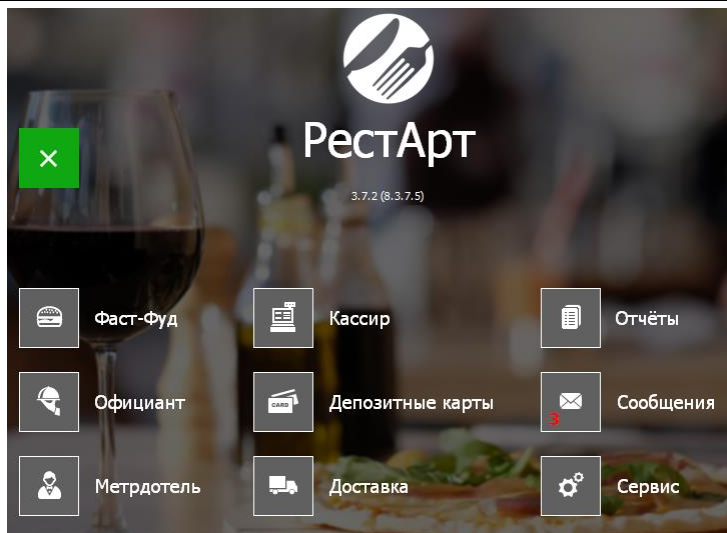 РестАрт
3.7.2 (8.3.7.5)
Фаст-Фуд
Кассир
Отчёты
Официант
CARD
Депозитные карты
3
Сообщения
Метрдотель
Доставка
Сервис